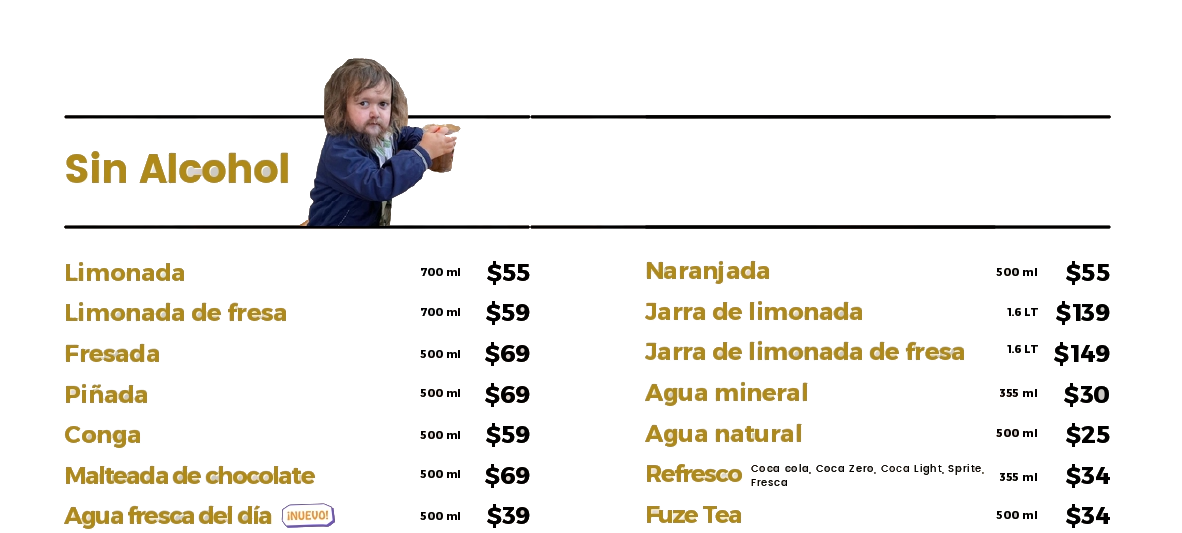 Sin Alcohol
Limonada 700 ml $55
Limonada de fresa 700 ml $59
Fresada 500 ml $69
Piñada 500 ml $69
Conga 500 ml $59
Malteada de chocolate 500 ml $69
Agua fresca del día ¡NUEVO! 500 ml $39
Naranjada 500 ml $55
Jarra de limonada 1.6 LT $139
Jarra de limonada de fresa 1.6 LT $149
Agua mineral 355 ml $30
Agua natural 500 ml $25
Refresco Coca cola, Coca Zero, Coca Light, Sprite, 355 ml $34
Fresca
Fuze Tea 500 ml $34